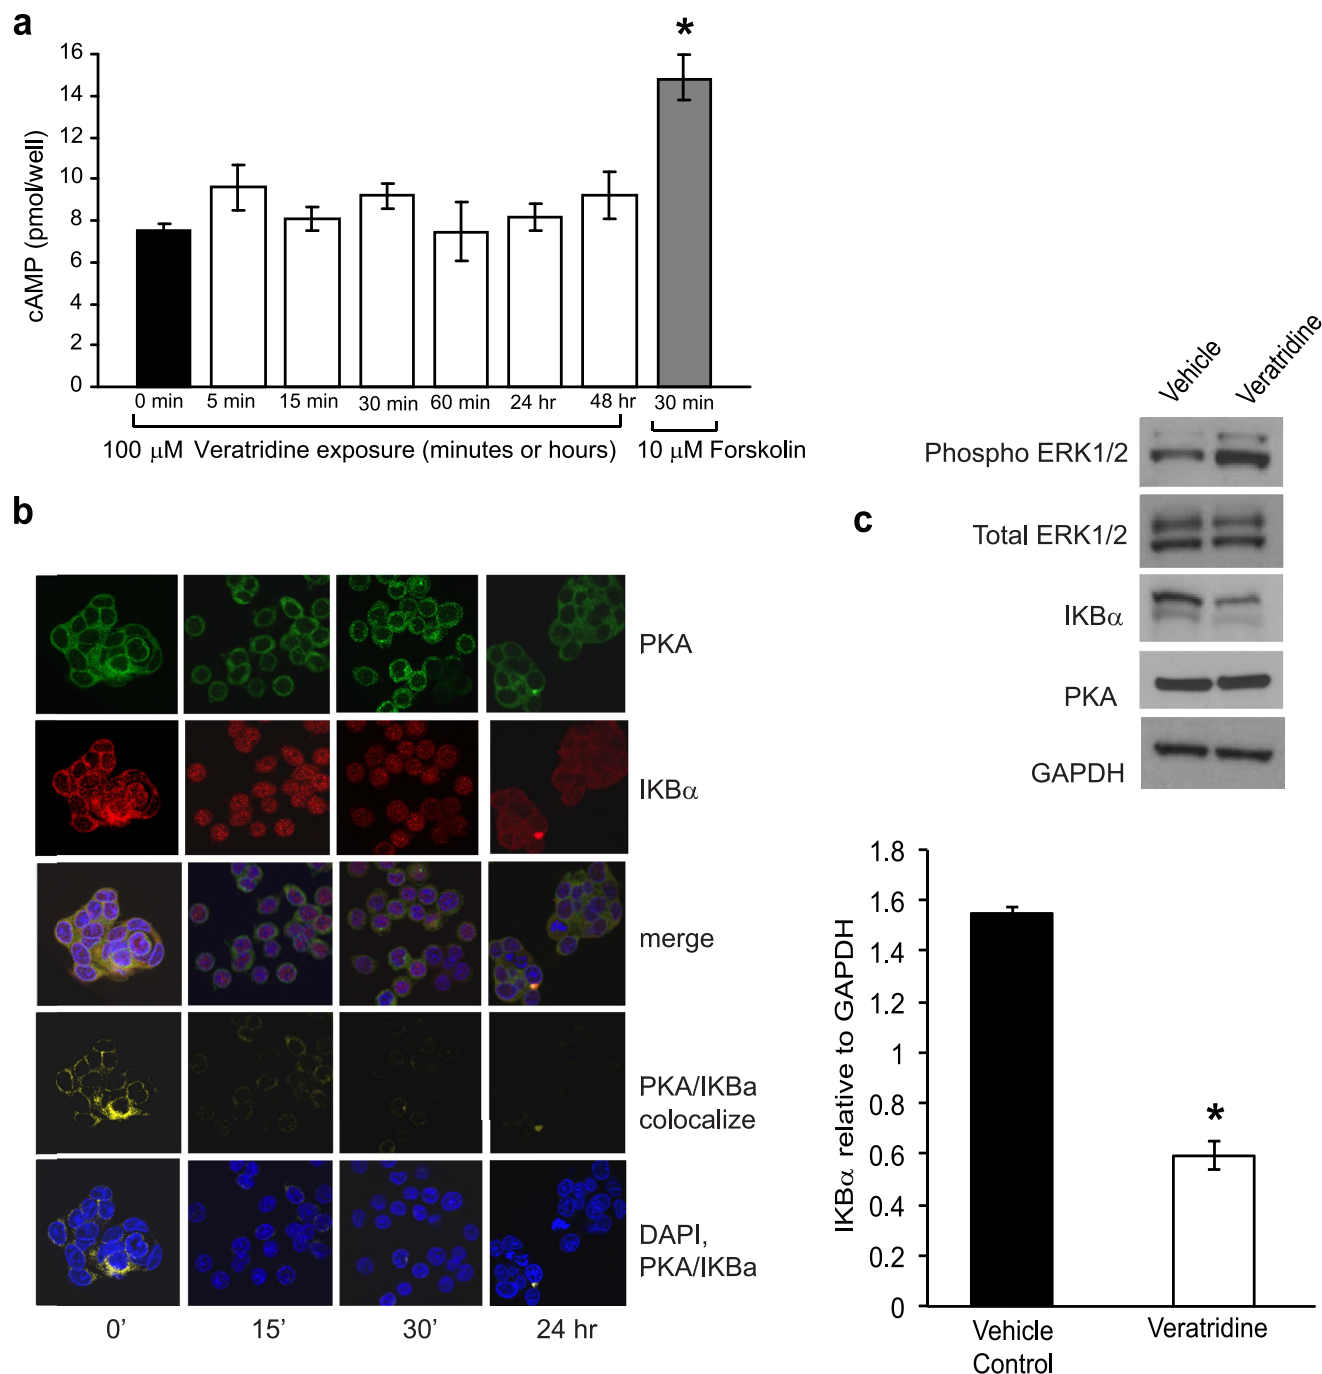 a
*
16
14
12
10
8
6
4
2
0
cAMP (pmol/well)
0 min 5 min 15 min 30 min 60 min 24 hr 48 hr 30 min
100 μM Veratridine exposure (minutes or hours) 10 μM Forskolin
b
PKA
IKBα
merge
PKA/IKBa
colocalize
DAPI,
PKA/IKBa
0' 15' 30' 24 hr
c
Vehicle Veratridine
Phospho ERK1/2
Total ERK1/2
IKBα
PKA
GAPDH
1.8
1.6
1.4
1.2
1
0.8
0.6
0.4
0.2
0
IKBα relative to GAPDH
*
Vehicle
Control
Veratridine